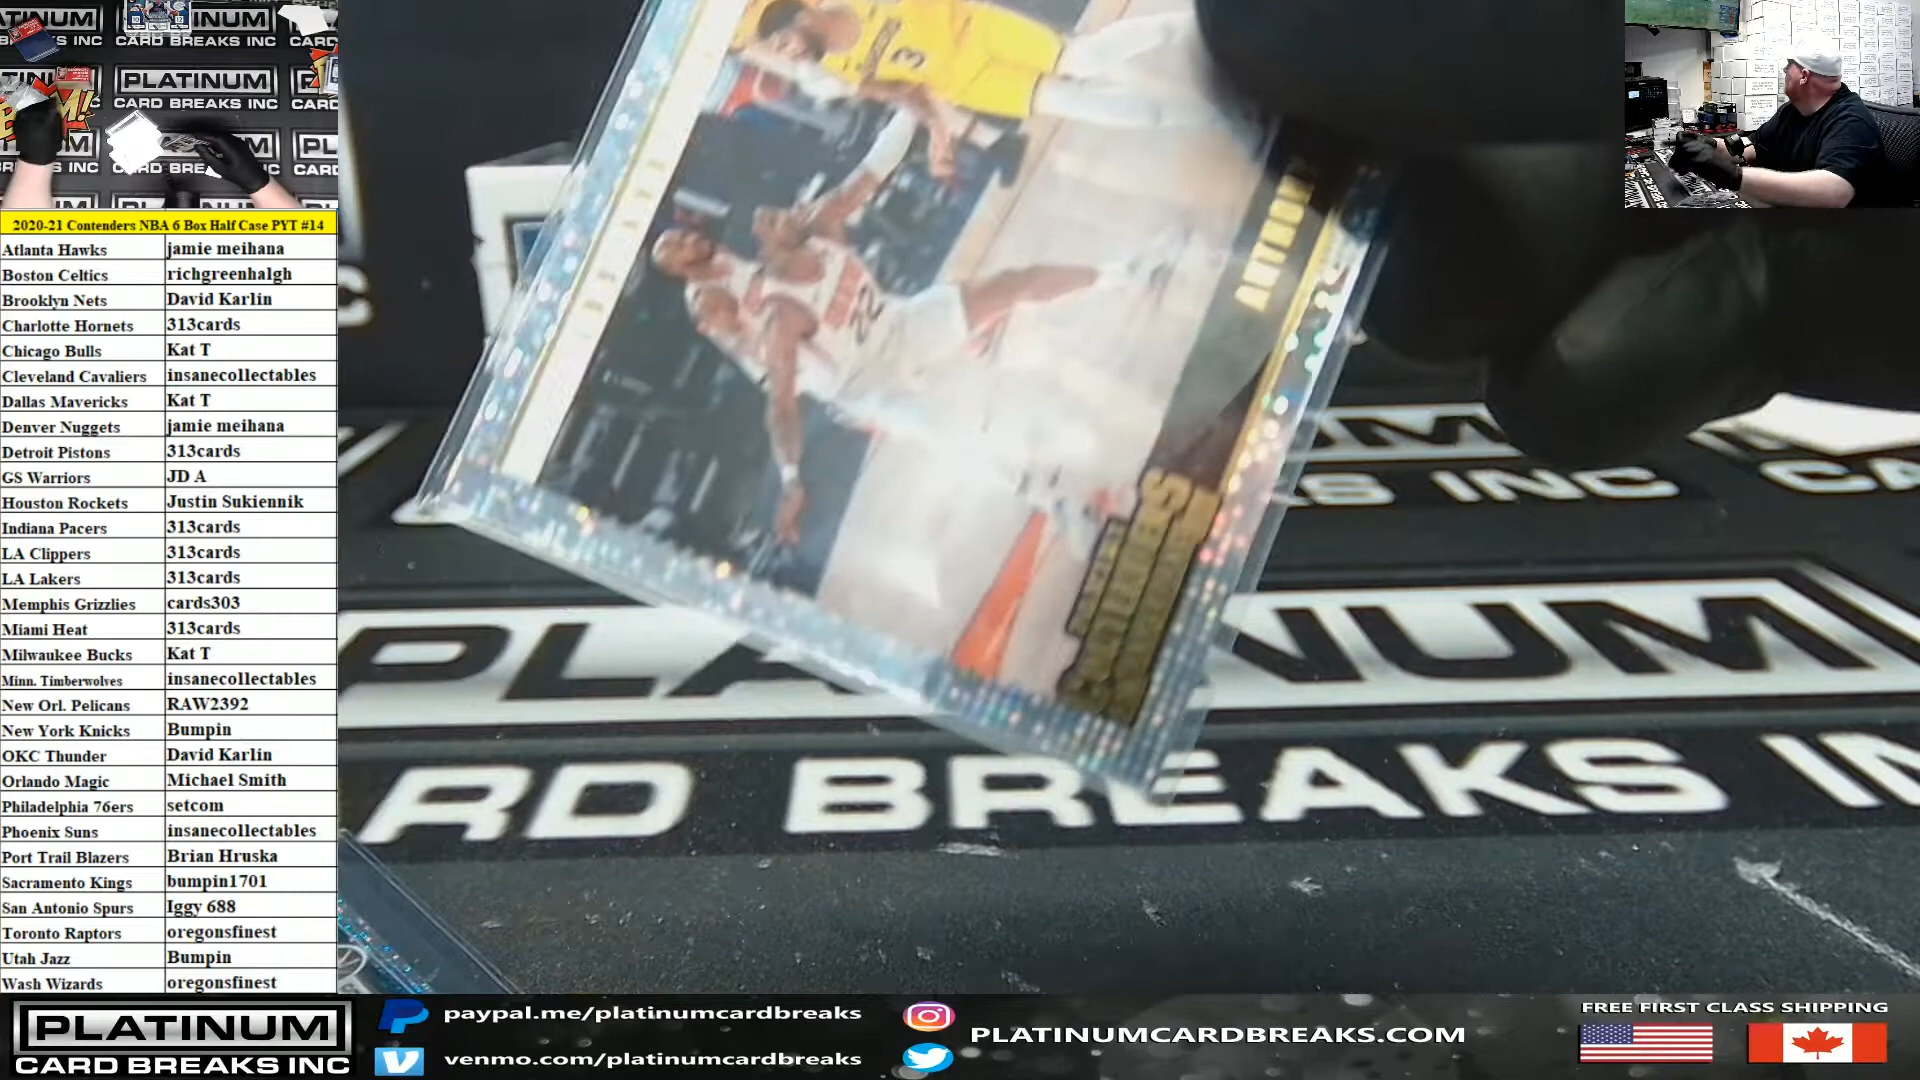 PLATINUM
CARD BREAKS INC
2020-21 Contenders NBA 6 Box Half Case PYT #14
Atlanta Hawks jamie meihana
Boston Celtics richgreenhalgh
Brooklyn Nets David Karlin
Charlotte Hornets 313cards
Chicago Bulls Kat T
Cleveland Cavaliers insanecollectables
Dallas Mavericks Kat T
Denver Nuggets jamie meihana
Detroit Pistons 313cards
GS Warriors JD A
Houston Rockets Justin Sukiennik
Indiana Pacers 313cards
LA Clippers 313cards
LA Lakers 313cards
Memphis Grizzlies cards303
Miami Heat 313cards
Milwaukee Bucks Kat T
Minn. Timberwolves insanecollectables
New Orl. Pelicans RAW2392
New York Knicks Bumpin
OKC Thunder David Karlin
Orlando Magic Michael Smith
Philadelphia 76ers setcom
Phoenix Suns insanecollectables
Port Trail Blazers Brian Hruska
Sacramento Kings bumpin1701
San Antonio Spurs Iggy 688
Toronto Raptors oregonsfinest
Utah Jazz Bumpin
Wash Wizards oregonsfinest
3
22
KS INC CA
NUM
RD BREAKS IN
PLATINUM
CARD BREAKS INC
paypal.me/platinumcardbreaks
venmo.com/platinumcardbreaks
PLATINUMCARDBREAKS.COM
FREE FIRST CLASS SHIPPING